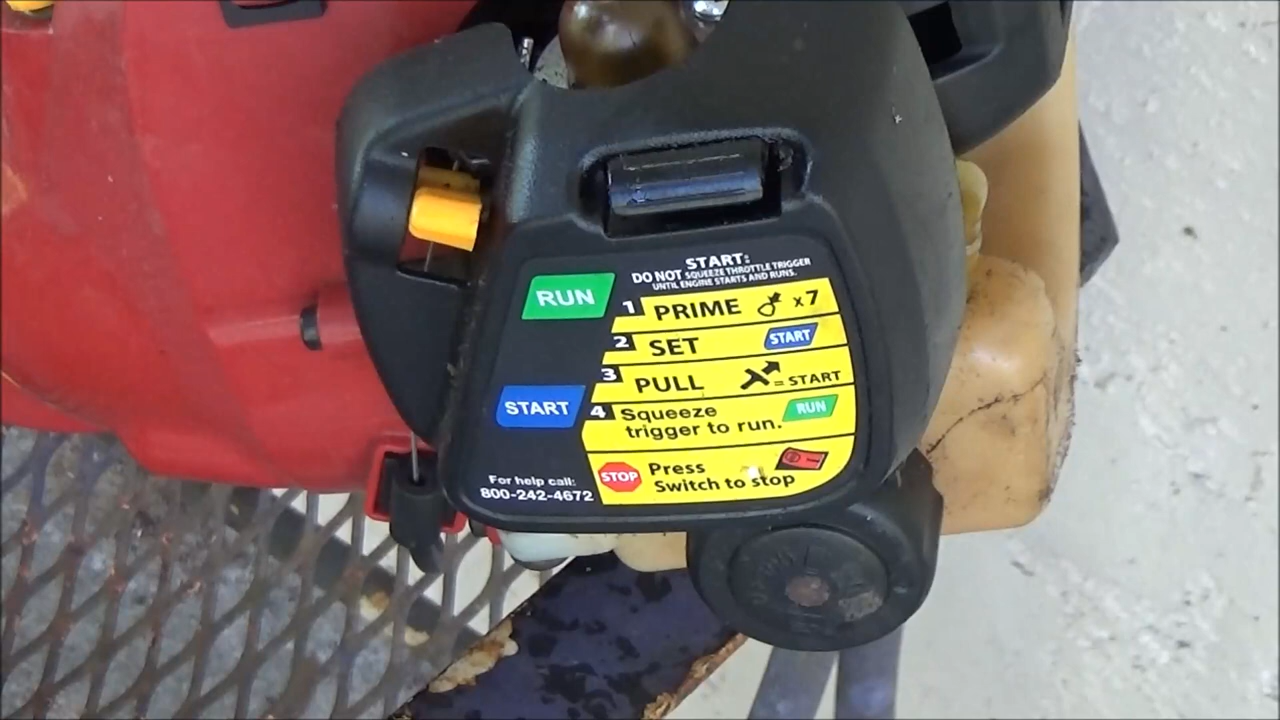 START:
DO NOT SQUEEZE THROTTLE TRIGGER
UNTIL ENGINE STARTS AND RUNS.
RUN
1 PRIME x7
2 SET START
3 PULL = START
START
4 Squeeze RUN
trigger to run.
STOP Press
Switch to stop
For help call:
800-242-4672